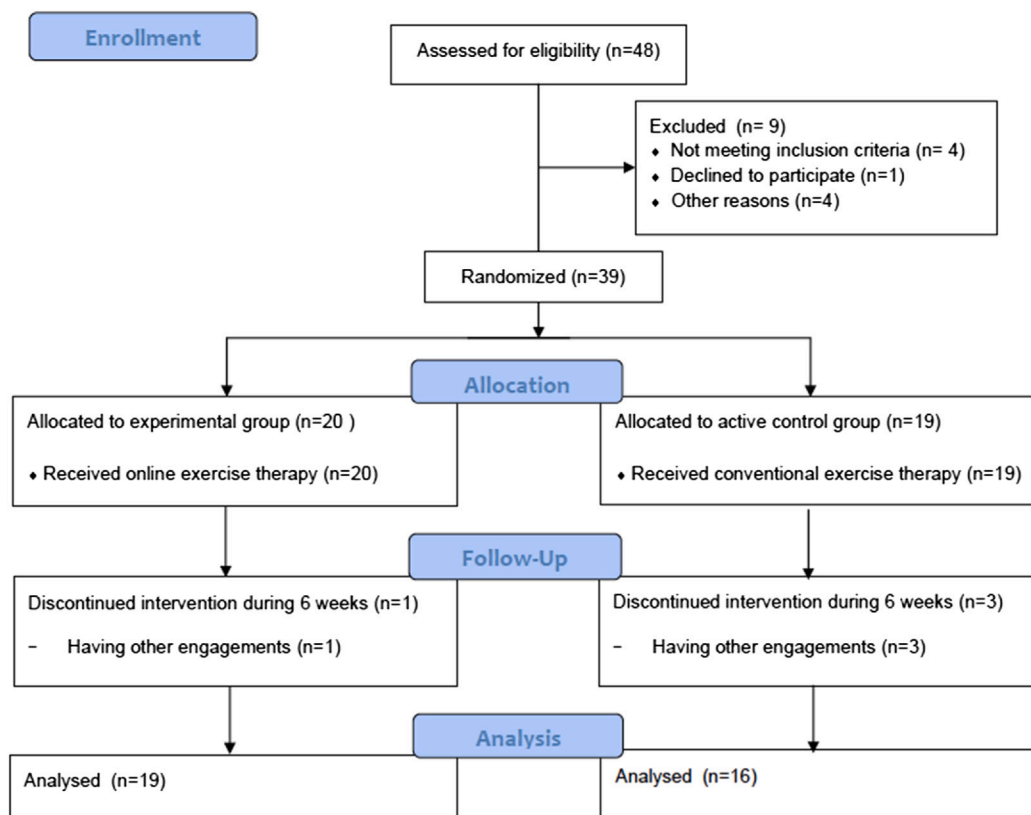 Enrollment
Assessed for eligibility (n=48)
Excluded (n= 9)
♦ Not meeting inclusion criteria (n= 4)
♦ Declined to participate (n=1)
♦ Other reasons (n=4)
Randomized (n=39)
Allocation
Allocated to experimental group (n=20 )
♦ Received online exercise therapy (n=20)
Allocated to active control group (n=19)
♦ Received conventional exercise therapy (n=19)
Follow-Up
Discontinued intervention during 6 weeks (n=1)
− Having other engagements (n=1)
Discontinued intervention during 6 weeks (n=3)
− Having other engagements (n=3)
Analysis
Analysed (n=19)
Analysed (n=16)